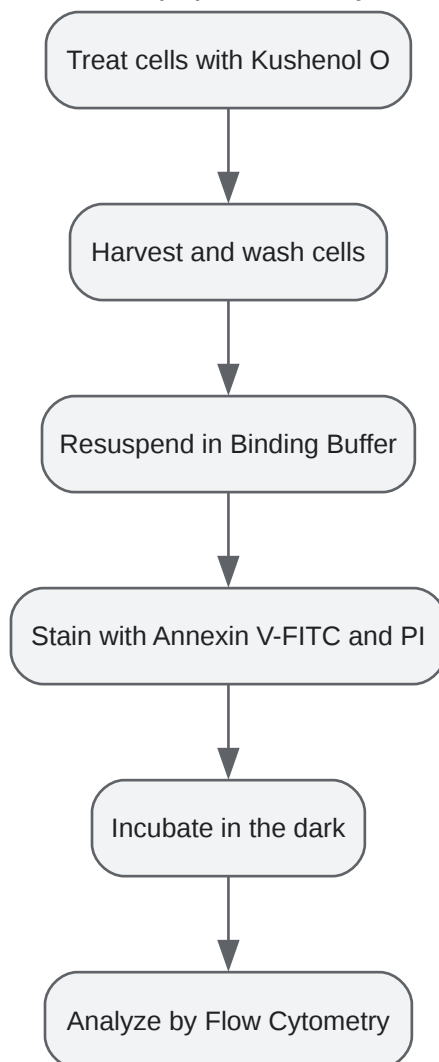 Treat cells with Kushenol O
Harvest and wash cells
Resuspend in Binding Buffer
Stain with Annexin V-FITC and PI
Incubate in the dark
Analyze by Flow Cytometry